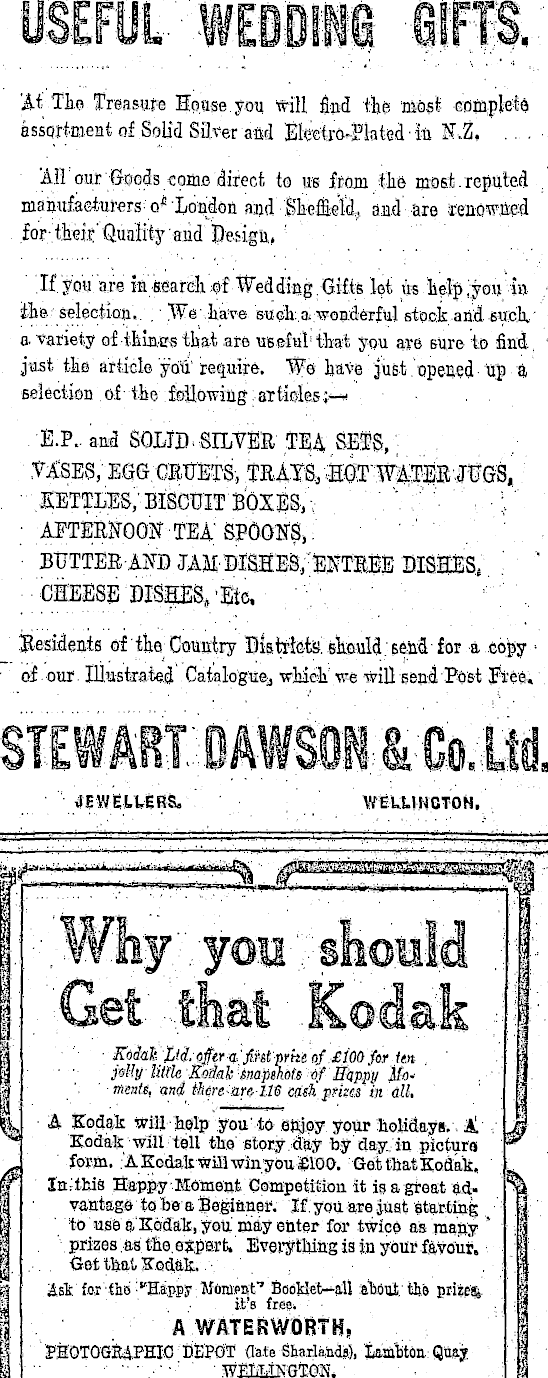 USEFUL WEDDING GIFTS.
At The Treasure House you will find the most complete
assortment of Solid Silver and Electro-Plated in N.Z.
All our Goods come direct to us from the most reputed
manufacturers of London and Sheffield, and are renowned
for their Quality and Design.
If you are in search of Wedding Gifts let us help you in
the selection. We have such a wonderful stock and such
a variety of things that are useful that you are sure to find
just the article you require. We have just opened up a
selection of the following articles:—
E.P. and SOLID SILVER TEA SETS,
VASES, EGG CRUETS, TRAYS, HOT WATER JUGS,
KETTLES, BISCUIT BOXES,
AFTERNOON TEA SPOONS,
BUTTER AND JAM DISHES, ENTREE DISHES,
CHEESE DISHES, Etc.
Residents of the Country Districts should send for a copy
of our Illustrated Catalogue, which we will send Post Free.
STEWART DAWSON & Co. Ltd.
JEWELLERS. WELLINGTON.
Why you should
Get that Kodak
Kodak Ltd. offer a first prize of £100 for ten
jolly little Kodak snapshots of Happy Mo-
ments, and there are 116 cash prizes in all.
A Kodak will help you to enjoy your holidays. A
Kodak will tell the story day by day in picture
form. A Kodak will win you £100. Get that Kodak.
In this Happy Moment Competition it is a great ad-
vantage to be a Beginner. If you are just starting
to use a Kodak, you may enter for twice as many
prizes as the expert. Everything is in your favour.
Get that Kodak.
Ask for the "Happy Moment" Booklet—all about the prizes,
it's free.
A WATERWORTH,
PHOTOGRAPHIC DEPOT (late Sharlands), Lambton Quay
WELLINGTON.